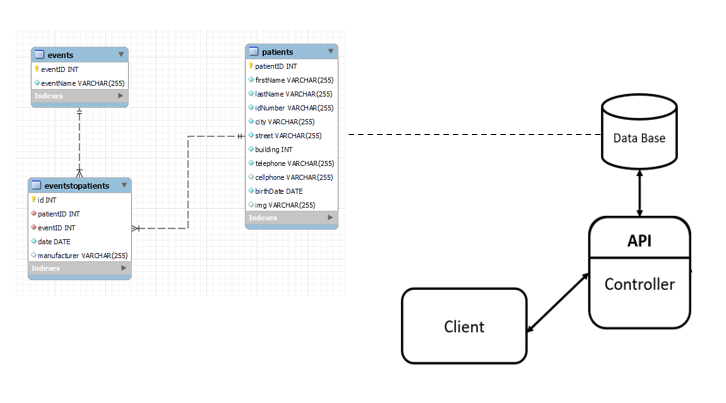 events
eventID INT
eventName VARCHAR(255)
Indexes
patients
patientID INT
firstName VARCHAR(255)
lastName VARCHAR(255)
idNumber VARCHAR(255)
city VARCHAR(255)
street VARCHAR(255)
building INT
telephone VARCHAR(255)
cellphone VARCHAR(255)
birthDate DATE
img VARCHAR(255)
Indexes
eventstopatients
id INT
patientID INT
eventID INT
date DATE
manufacturer VARCHAR(255)
Indexes
Data Base
API
Controller
Client